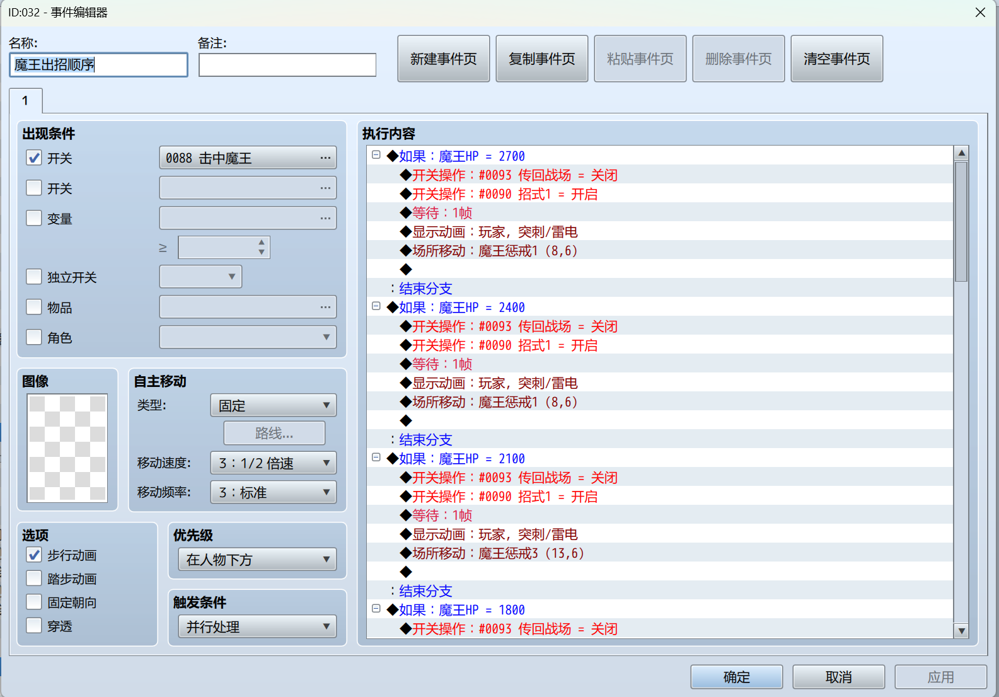 ID:032 - 事件编辑器
名称:
备注:
魔王出招顺序
新建事件页
复制事件页
粘贴事件页
删除事件页
清空事件页
1
出现条件
开关
0088 击中魔王
...
开关
...
变量
...
≥
独立开关
物品
...
角色
图像
自主移动
类型:
固定
路线...
移动速度:
3：1/2 倍速
移动频率:
3：标准
选项
步行动画
踏步动画
固定朝向
穿透
优先级
在人物下方
触发条件
并行处理
执行内容
◆如果：魔王HP = 2700
◆开关操作：#0093 传回战场 = 关闭
◆开关操作：#0090 招式1 = 开启
◆等待：1帧
◆显示动画：玩家, 突刺/雷电
◆场所移动：魔王惩戒1 (8,6)
◆
：结束分支
◆如果：魔王HP = 2400
◆开关操作：#0093 传回战场 = 关闭
◆开关操作：#0090 招式1 = 开启
◆等待：1帧
◆显示动画：玩家, 突刺/雷电
◆场所移动：魔王惩戒1 (8,6)
◆
：结束分支
◆如果：魔王HP = 2100
◆开关操作：#0093 传回战场 = 关闭
◆开关操作：#0090 招式1 = 开启
◆等待：1帧
◆显示动画：玩家, 突刺/雷电
◆场所移动：魔王惩戒3 (13,6)
◆
：结束分支
◆如果：魔王HP = 1800
◆开关操作：#0093 传回战场 = 关闭
确定
取消
应用